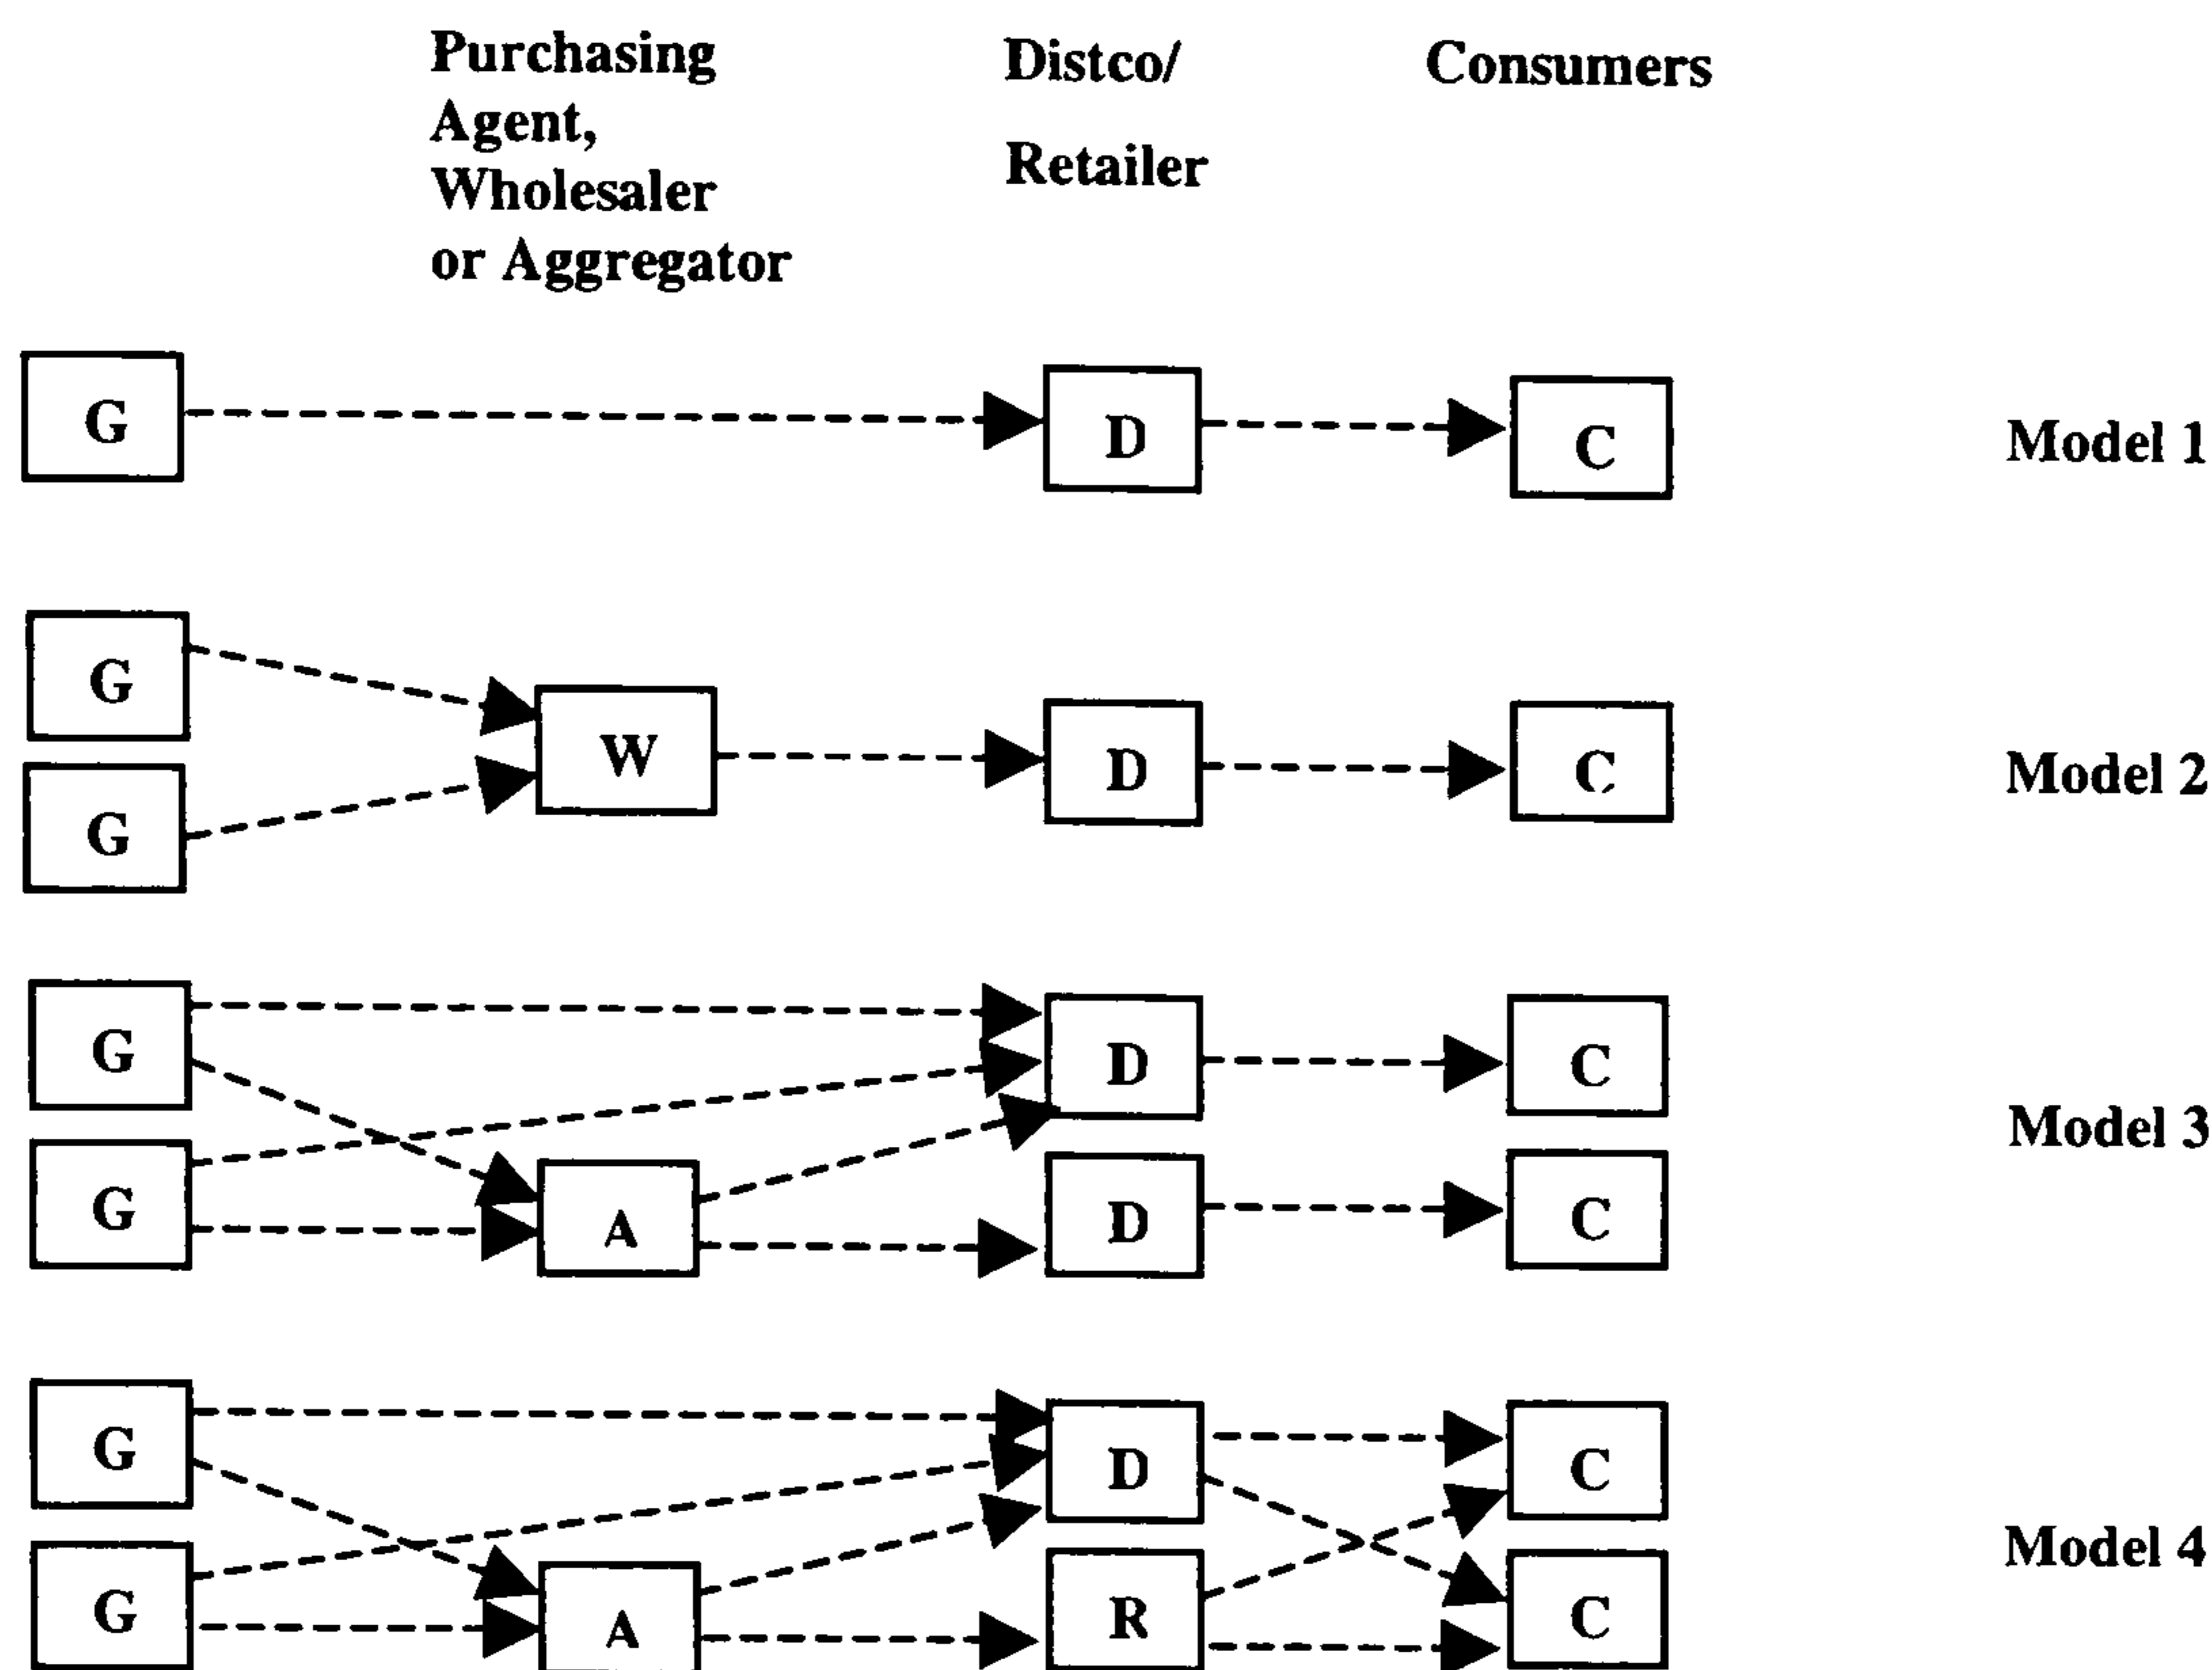 Purchasing
Agent,
Wholesaler
or Aggregator
Distco/
Retailer
Consumers
G
D
C
Model 1
G
G
W
D
C
Model 2
G
G
A
D
D
C
C
Model 3
G
G
A
D
R
C
C
Model 4